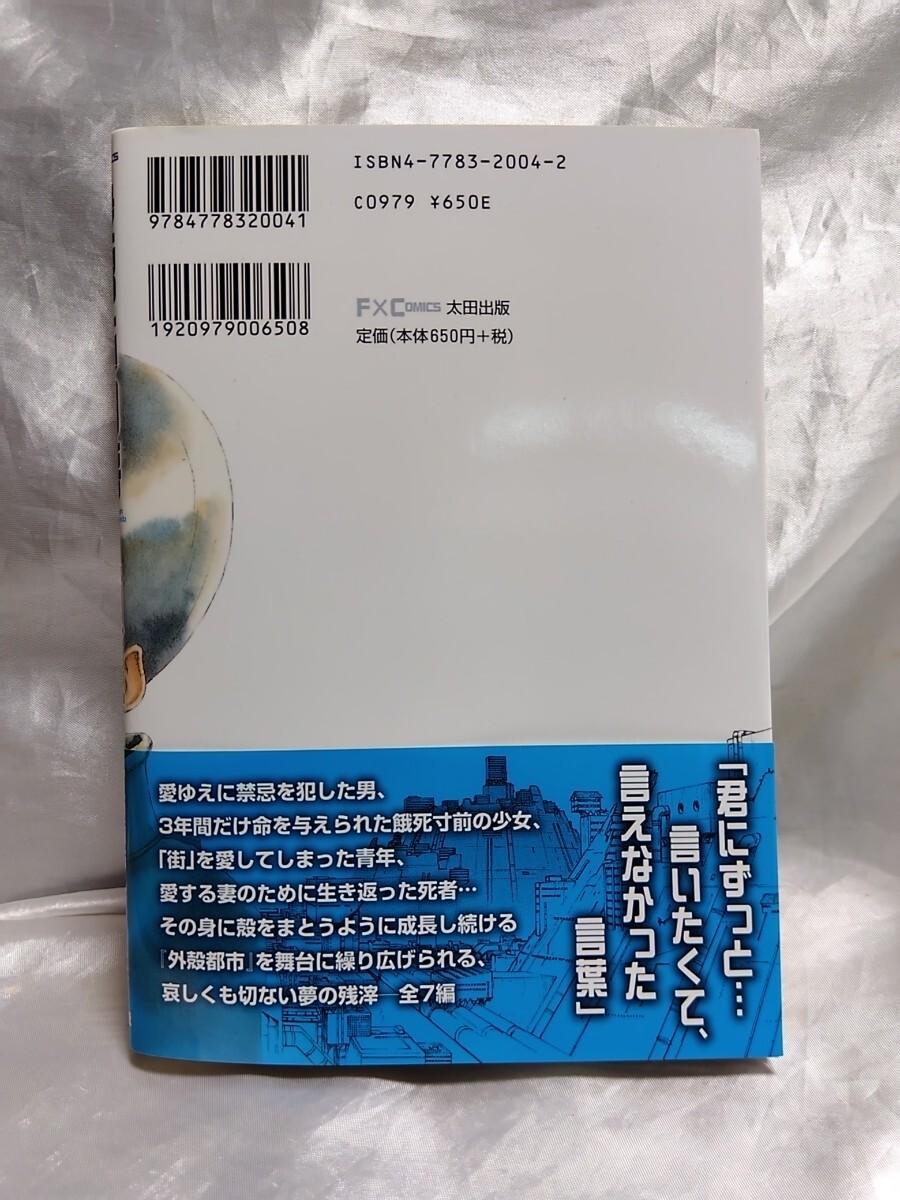 ISBN4-7783-2004-2
C0979 ¥650E
9784778320041
1920979006508
F×COMICS 太田出版
定価(本体650円+税)
「君にずっと…
言いたくて、
言えなかった
言葉」
愛ゆえに禁忌を犯した男、
3年間だけ命を与えられた餓死寸前の少女、
「街」を愛してしまった青年、
愛する妻のために生き返った死者…
その身に殻をまとうように成長し続ける
『外殻都市』を舞台に繰り広げられる、
哀しくも切ない夢の残滓─全7編